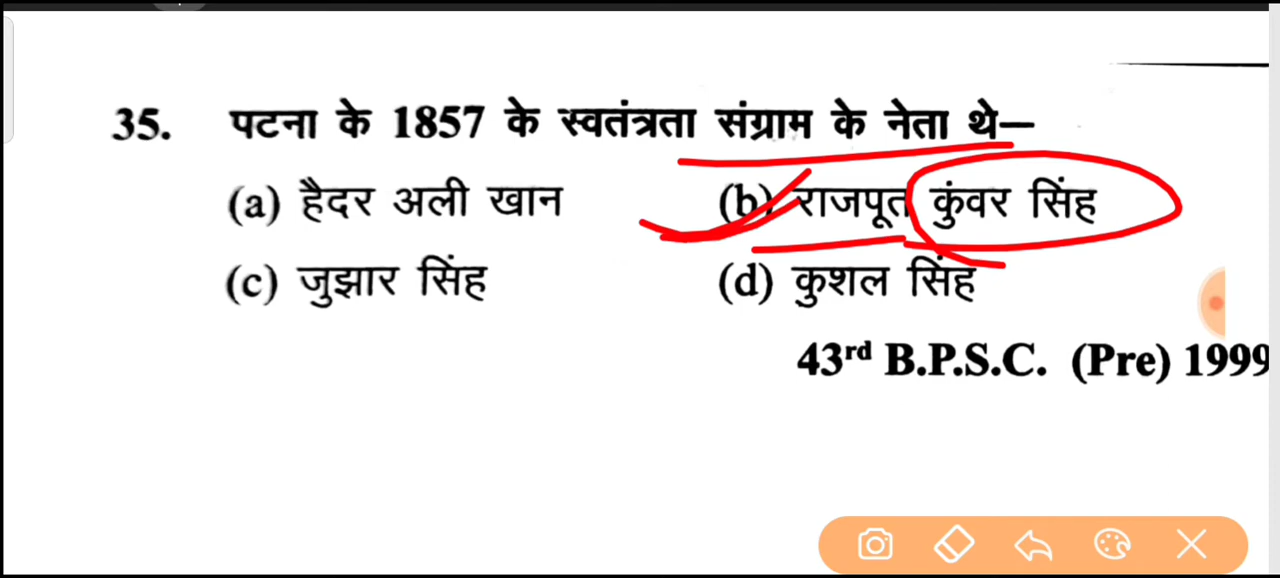 35. पटना के 1857 के स्वतंत्रता संग्राम के नेता थे–
(a) हैदर अली खान (b) राजपूत कुंवर सिंह
(c) जुझार सिंह (d) कुशल सिंह
43rd B.P.S.C. (Pre) 1999